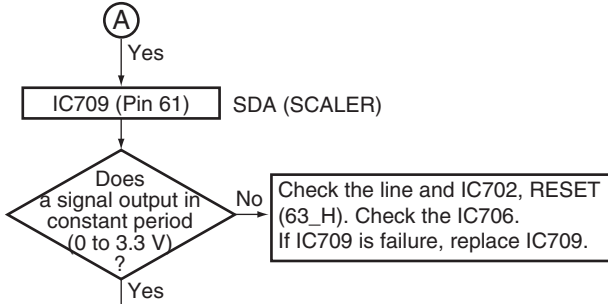 A
Yes
IC709 (Pin 61)
SDA (SCALER)
Does
a signal output in
constant period
(0 to 3.3 V)
?
No
Check the line and IC702, RESET
(63_H). Check the IC706.
If IC709 is failure, replace IC709.
Yes